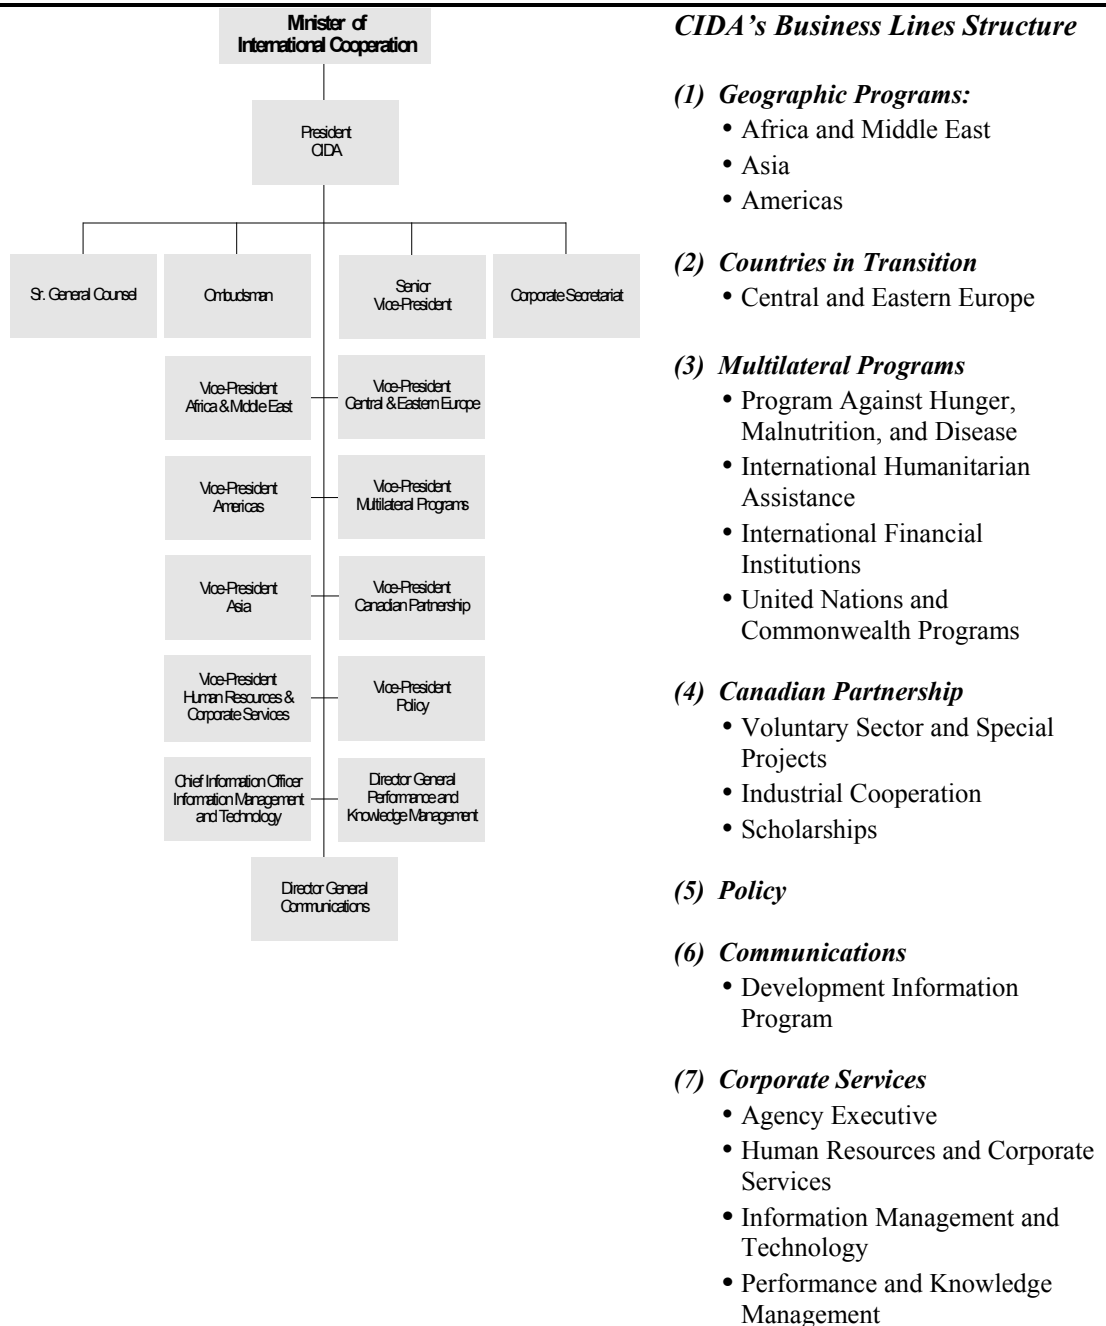 Minister of
International Cooperation
President
CIDA
Sr. General Counsel
Ombudsman
Senior
Vice-President
Corporate Secretariat
Vice-President
Africa & Middle East
Vice-President
Central & Eastern Europe
Vice-President
Americas
Vice-President
Multilateral Programs
Vice-President
Asia
Vice-President
Canadian Partnership
Vice-President
Human Resources &
Corporate Services
Vice-President
Policy
Chief Information Officer
Information Management
and Technology
Director General
Performance and
Knowledge Management
Director General
Communications
CIDA's Business Lines Structure
(1) Geographic Programs:
• Africa and Middle East
• Asia
• Americas
(2) Countries in Transition
• Central and Eastern Europe
(3) Multilateral Programs
• Program Against Hunger,
Malnutrition, and Disease
• International Humanitarian
Assistance
• International Financial
Institutions
• United Nations and
Commonwealth Programs
(4) Canadian Partnership
• Voluntary Sector and Special
Projects
• Industrial Cooperation
• Scholarships
(5) Policy
(6) Communications
• Development Information
Program
(7) Corporate Services
• Agency Executive
• Human Resources and Corporate
Services
• Information Management and
Technology
• Performance and Knowledge
Management